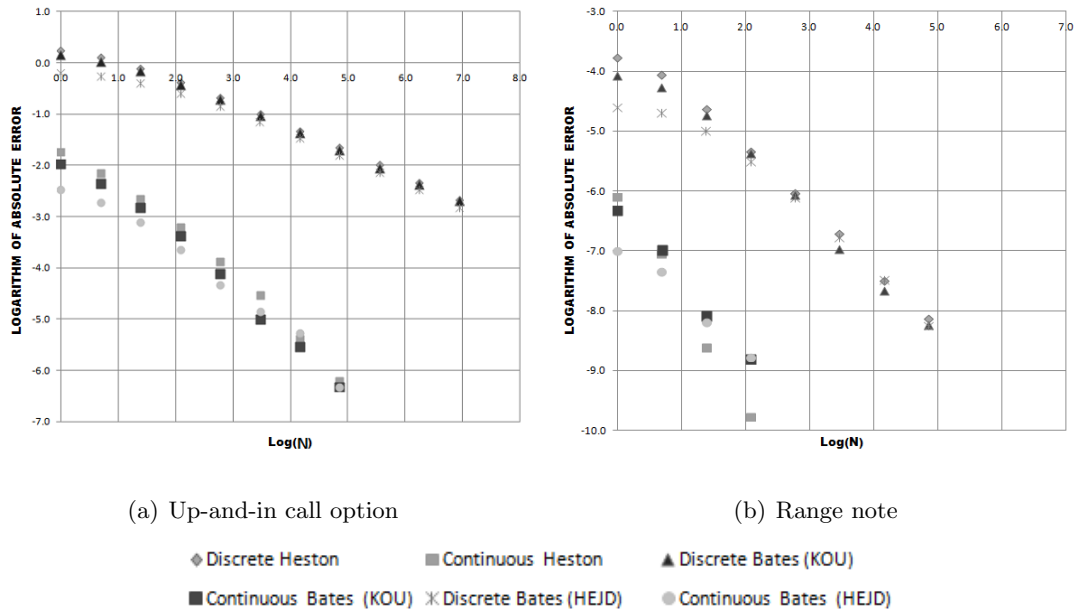 1.0
0.0
-1.0
-2.0
-3.0
-4.0
-5.0
-6.0
-7.0
0.0 1.0 2.0 3.0 4.0 5.0 6.0 7.0 8.0
LOGARITHM OF ABSOLUTE ERROR
Log(N)
-3.0
-4.0
-5.0
-6.0
-7.0
-8.0
-9.0
-10.0
0.0 1.0 2.0 3.0 4.0 5.0 6.0 7.0
LOGARITHM OF ABSOLUTE ERROR
Log(N)
(a) Up-and-in call option
(b) Range note
Discrete Heston Continuous Heston Discrete Bates (KOU)
Continuous Bates (KOU) Discrete Bates (HEJD) Continuous Bates (HEJD)